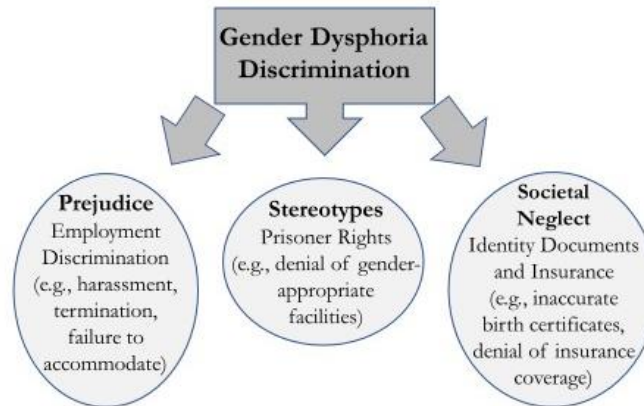 Gender Dysphoria
Discrimination
Prejudice
Employment
Discrimination
(e.g., harassment,
termination,
failure to
accommodate)
Stereotypes
Prisoner Rights
(e.g., denial of gender-
appropriate
facilities)
Societal
Neglect
Identity Documents
and Insurance
(e.g., inaccurate
birth certificates,
denial of insurance
coverage)